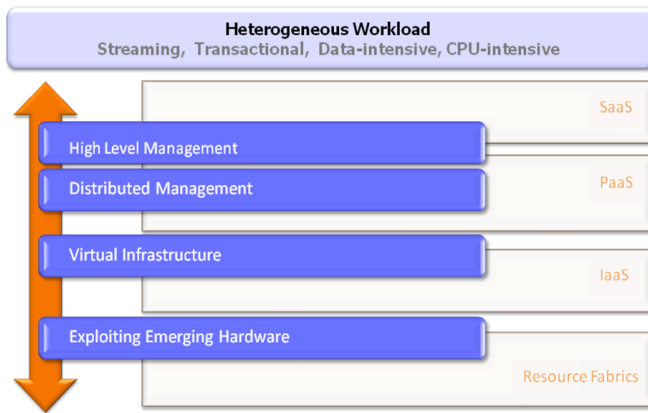 Heterogeneous Workload
Streaming, Transactional, Data-intensive, CPU-intensive
SaaS
High Level Management
PaaS
Distributed Management
Virtual Infrastructure
IaaS
Exploiting Emerging Hardware
Resource Fabrics